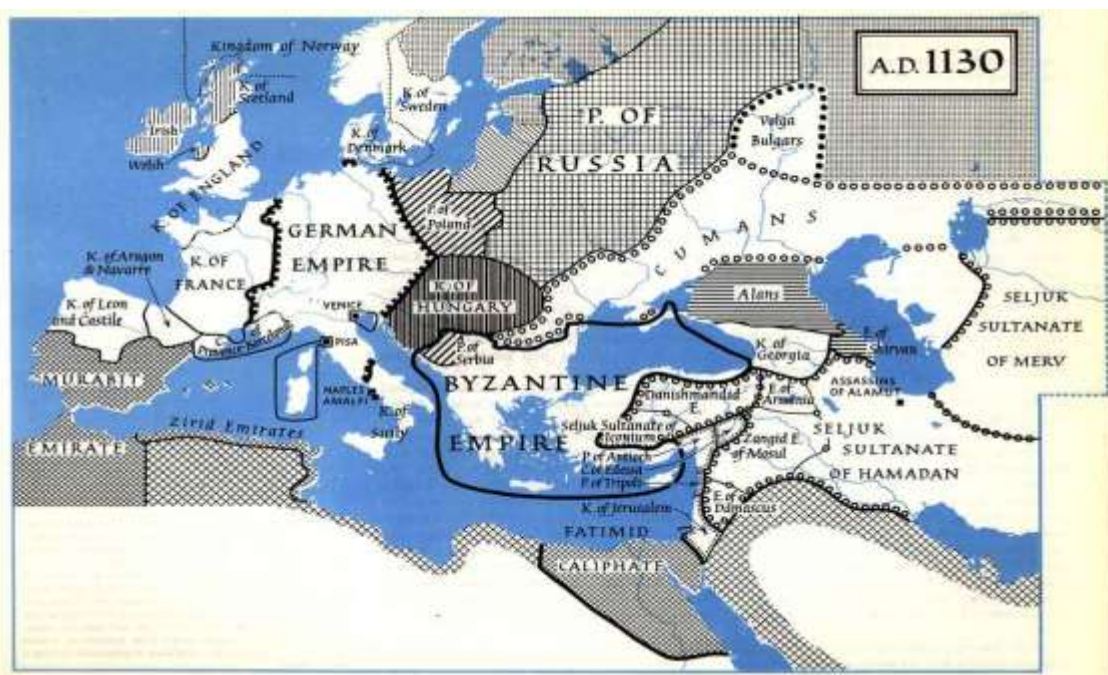 A.D. 1130
Kingdom of Norway
K. of
Scotland
K. of
Sweden
Irish
Welsh
K. OF ENGLAND
K. of
Denmark
P. OF
RUSSIA
Volga
Bulgars
P. of
Poland
GERMAN
EMPIRE
CUMANS
K. of Aragon
& Navarre
K. OF
FRANCE
K. of Leon
and Castile
VENICE
K. OF
HUNGARY
Alans
SELJUK
SULTANATE
OF MERV
C. of
Provence-Barcelona
PISA
P. of
Serbia
K. of
Georgia
E. of
Shirvan
MURABIT
EMIRATE
NAPLES
AMALFI
K. of
Sicily
BYZANTINE
EMPIRE
Danishmandid
E.
E. of
Armenia
ASSASSINS
OF ALAMUT
Zirid Emirates
Seljuk Sultanate of
Iconium
P. of Antioch
C. of Edessa
P. of Tripoli
Zangid E.
of Mosul
SELJUK
SULTANATE
OF HAMADAN
K. of Jerusalem
E. of
Damascus
FATIMID
CALIPHATE